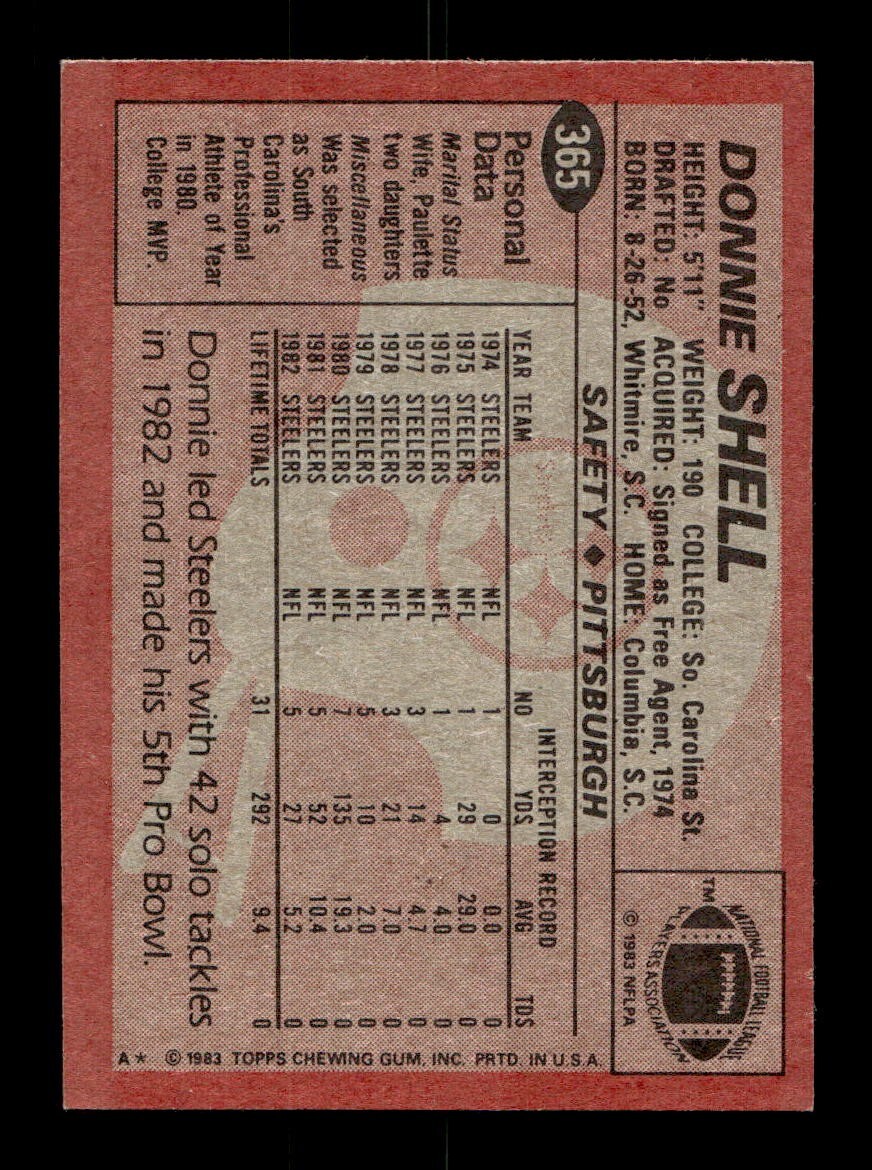 DONNIE SHELL
HEIGHT: 5'11" WEIGHT: 190 COLLEGE: So. Carolina St.
DRAFTED: No ACQUIRED: Signed as Free Agent, 1974
BORN: 8-26-52, Whitmire, S.C. HOME: Columbia, S.C.
TM
NATIONAL FOOTBALL LEAGUE
PLAYERS ASSOCIATION
© 1983 NFLPA
365
SAFETY ◆ PITTSBURGH
Personal
Data
Marital Status
Wife, Paulette
two daughters
Miscellaneous
Was selected
as South
Carolina's
Professional
Athlete of Year
in 1980.
College MVP.
Steelers
INTERCEPTION RECORD
YEAR TEAM NO YDS AVG TDS
1974 STEELERS NFL 1 0 0.0 0
1975 STEELERS NFL 1 29 29.0 0
1976 STEELERS NFL 1 4 4.0 0
1977 STEELERS NFL 3 14 4.7 0
1978 STEELERS NFL 3 21 7.0 0
1979 STEELERS NFL 5 10 2.0 0
1980 STEELERS NFL 7 135 19.3 0
1981 STEELERS NFL 5 52 10.4 0
1982 STEELERS NFL 5 27 5.2 0
LIFETIME TOTALS 31 292 9.4 0
Donnie led Steelers with 42 solo tackles
in 1982 and made his 5th Pro Bowl.
A* © 1983 TOPPS CHEWING GUM, INC. PRTD. IN U.S.A.